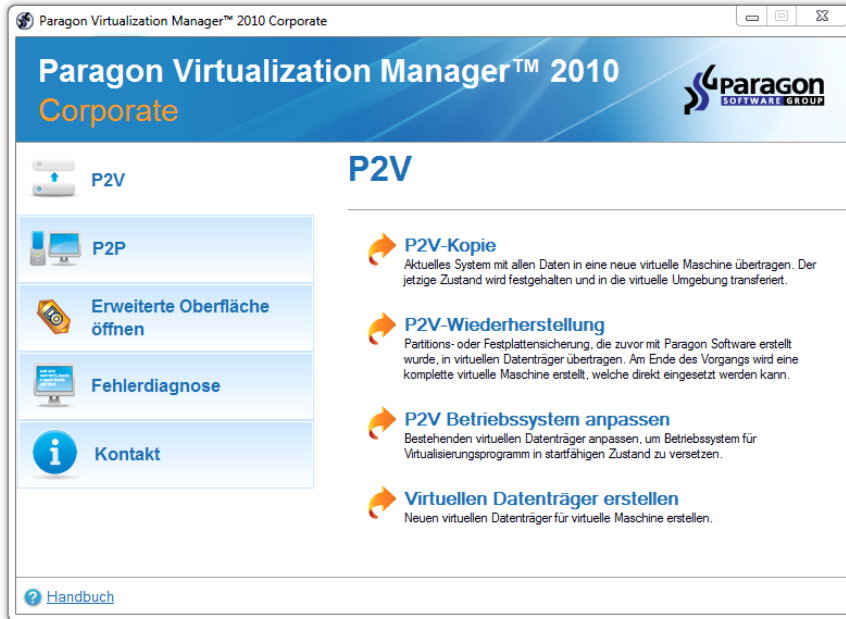 Paragon Virtualization Manager™ 2010 Corporate
Paragon Virtualization Manager™ 2010
Corporate
Paragon
SOFTWARE GROUP
P2V
P2P
Erweiterte Oberfläche
öffnen
Fehlerdiagnose
Kontakt
P2V
P2V-Kopie
Aktuelles System mit allen Daten in eine neue virtuelle Maschine übertragen. Der
jetzige Zustand wird festgehalten und in die virtuelle Umgebung transferiert.
P2V-Wiederherstellung
Partitions- oder Festplattensicherung, die zuvor mit Paragon Software erstellt
wurde, in virtuellen Datenträger übertragen. Am Ende des Vorgangs wird eine
komplette virtuelle Maschine erstellt, welche direkt eingesetzt werden kann.
P2V Betriebssystem anpassen
Bestehenden virtuellen Datenträger anpassen, um Betriebssystem für
Virtualisierungsprogramm in startfähigen Zustand zu versetzen.
Virtuellen Datenträger erstellen
Neuen virtuellen Datenträger für virtuelle Maschine erstellen.
Handbuch